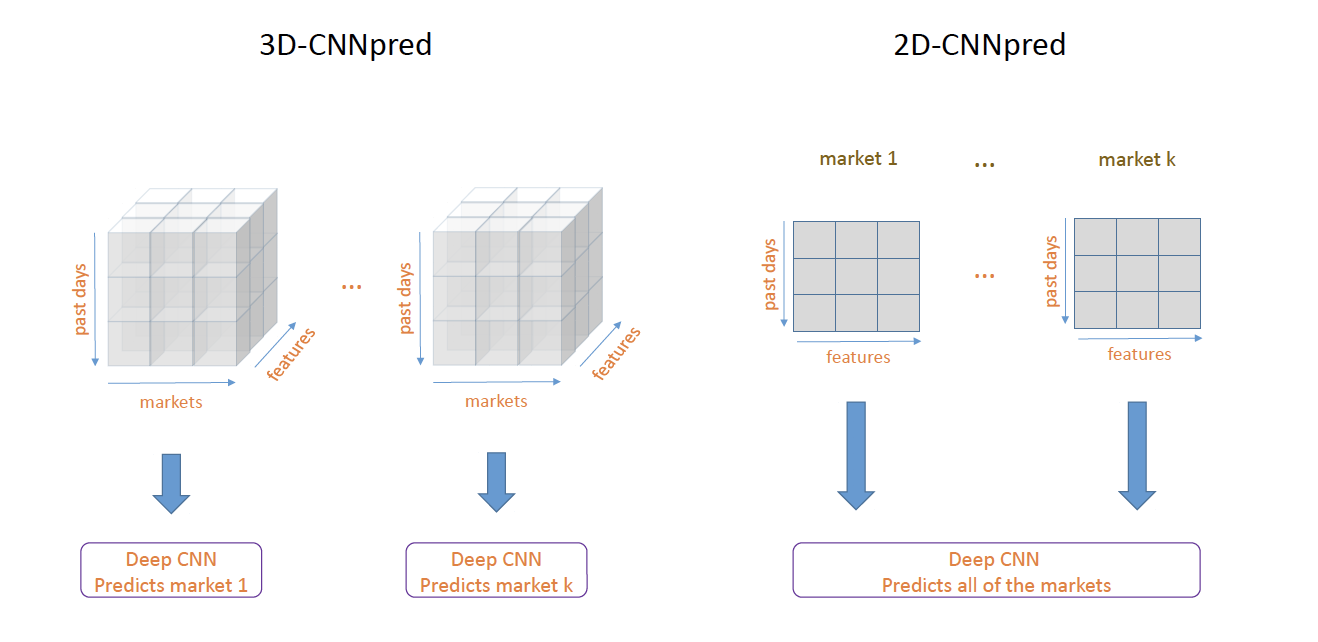 3D-CNNpred
past days
markets
features
...
past days
markets
features
Deep CNN
Predicts market 1
Deep CNN
Predicts market k
2D-CNNpred
market 1
...
market k
past days
features
...
past days
features
Deep CNN
Predicts all of the markets